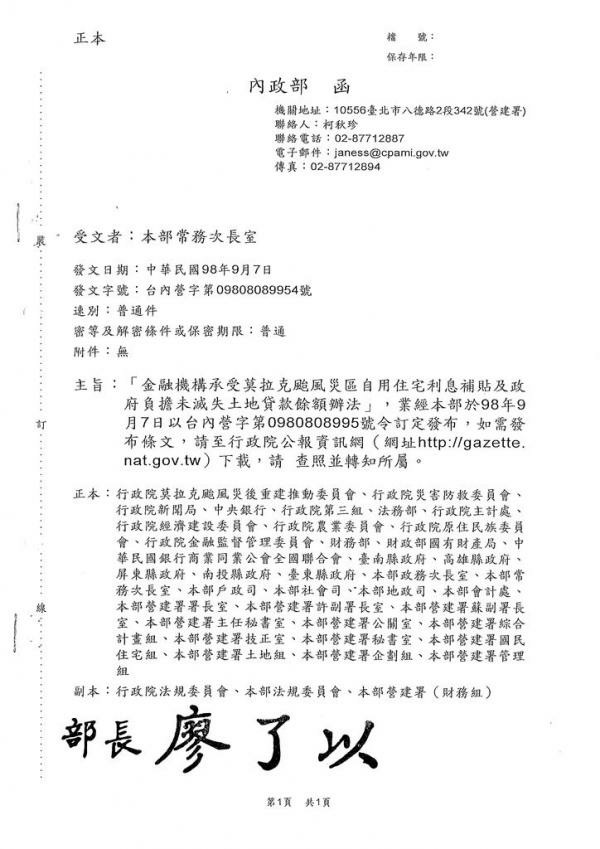 正本
檔　　號：
保存年限：
內政部　函
機關地址：10556臺北市八德路2段342號(營建署)
聯絡人：柯秋珍
聯絡電話：02-87712887
電子郵件：janess@cpami.gov.tw
傳真：02-87712894
受文者：本部常務次長室
發文日期：中華民國98年9月7日
發文字號：台內營字第09808089954號
速別：普通件
密等及解密條件或保密期限：普通
附件：無
主旨：「金融機構承受莫拉克颱風災區自用住宅利息補貼及政
府負擔未滅失土地貸款餘額辦法」，業經本部於98年9
月7日以台內營字第0980808995號令訂定發布，如需發
布條文，請至行政院公報資訊網（網址http://gazette.
nat.gov.tw）下載，請 查照並轉知所屬。
正本：行政院莫拉克颱風災後重建推動委員會、行政院災害防救委員會、
行政院新聞局、中央銀行、行政院第三組、法務部、行政院主計處、
行政院經濟建設委員會、行政院農業委員會、行政院原住民族委員
會、行政院金融監督管理委員會、財務部、財政部國有財產局、中
華民國銀行商業同業公會全國聯合會、臺南縣政府、高雄縣政府、
屏東縣政府、南投縣政府、臺東縣政府、本部政務次長室、本部常
務次長室、本部戶政司、本部社會司、本部地政司、本部會計處、
本部營建署署長室、本部營建署許副署長室、本部營建署蘇副署長
室、本部營建署主任秘書室、本部營建署公關室、本部營建署綜合
計畫組、本部營建署技正室、本部營建署秘書室、本部營建署國民
住宅組、本部營建署土地組、本部營建署企劃組、本部營建署管理
組
副本：行政院法規委員會、本部法規委員會、本部營建署（財務組）
部長 廖了以
裝
訂
線
第1頁　共1頁